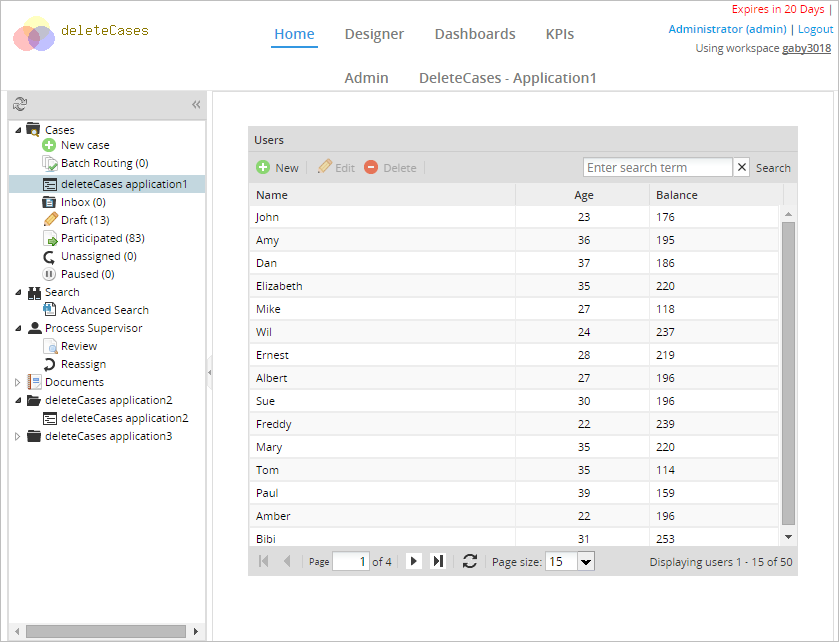 Expires in 20 Days |
deleteCases
Administrator (admin) | Logout
Using workspace gaby3018
Home Designer Dashboards KPIs
Admin DeleteCases - Application1
Cases
New case
Batch Routing (0)
deleteCases application1
Inbox (0)
Draft (13)
Participated (83)
Unassigned (0)
Paused (0)
Search
Advanced Search
Process Supervisor
Review
Reassign
Documents
deleteCases application2
deleteCases application2
deleteCases application3
Users
New Edit Delete Enter search term Search
Name Age Balance
John 23 176
Amy 36 195
Dan 37 186
Elizabeth 35 220
Mike 27 118
Wil 24 237
Ernest 28 219
Albert 27 196
Sue 30 196
Freddy 22 239
Mary 35 220
Tom 35 114
Paul 39 159
Amber 22 196
Bibi 31 253
Page 1 of 4 Page size: 15 Displaying users 1 - 15 of 50